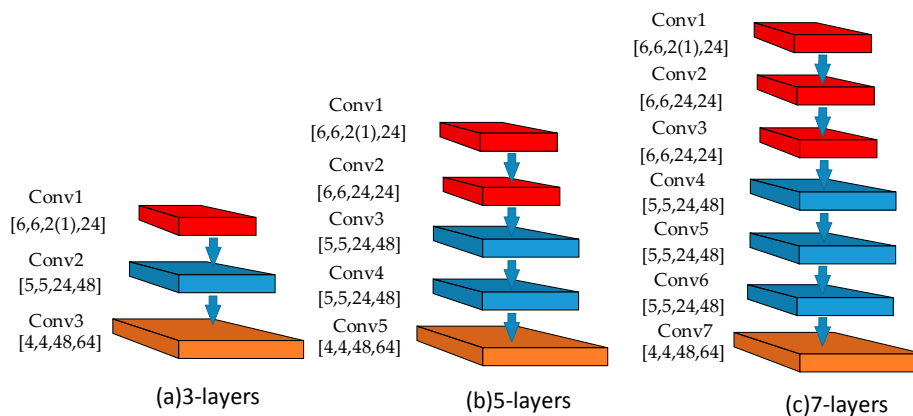 Conv1
[6,6,2(1),24]
Conv2
[5,5,24,48]
Conv3
[4,4,48,64]
(a)3-layers
Conv1
[6,6,2(1),24]
Conv2
[6,6,24,24]
Conv3
[5,5,24,48]
Conv4
[5,5,24,48]
Conv5
[4,4,48,64]
(b)5-layers
Conv1
[6,6,2(1),24]
Conv2
[6,6,24,24]
Conv3
[6,6,24,24]
Conv4
[5,5,24,48]
Conv5
[5,5,24,48]
Conv6
[5,5,24,48]
Conv7
[4,4,48,64]
(c)7-layers